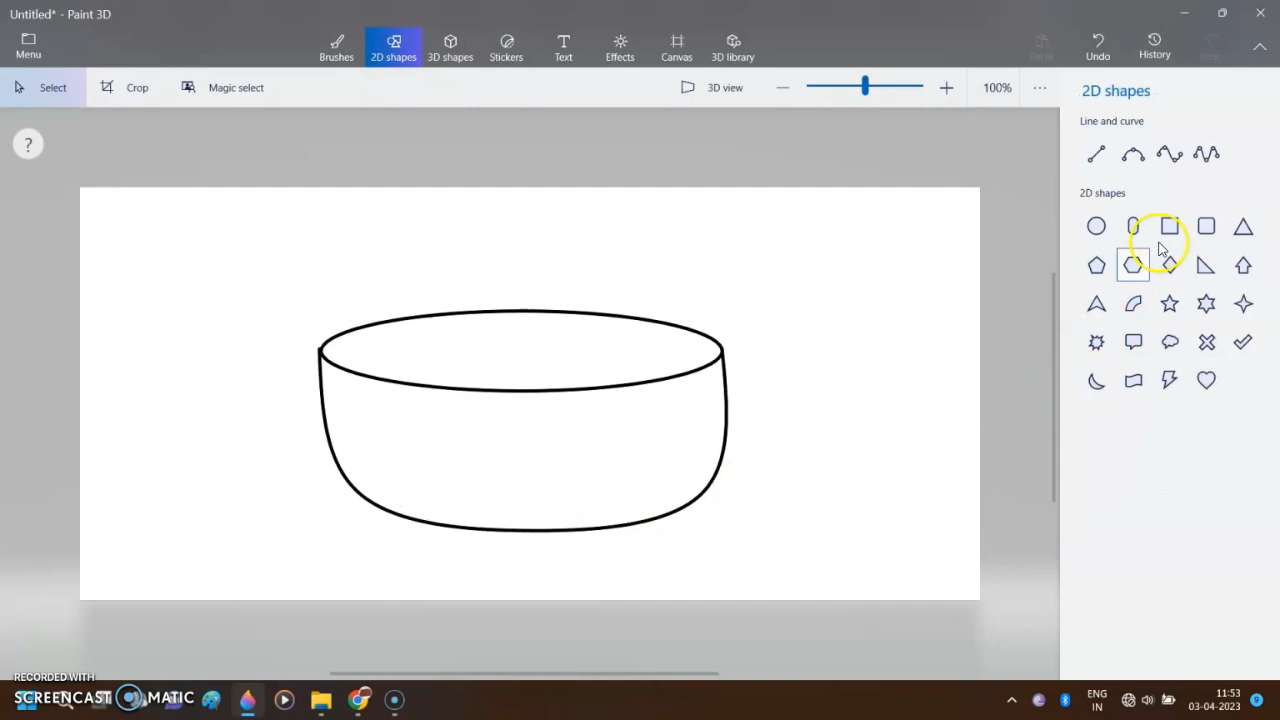 Untitled* - Paint 3D
Menu
Brushes
2D shapes
3D shapes
Stickers
Text
Effects
Canvas
3D library
Paste
Undo
History
Select
Crop
Magic select
3D view
100%
2D shapes
Line and curve
2D shapes
?
RECORDED WITH
SCREENCAST MATIC
ENG
IN
11:53
03-04-2023
9